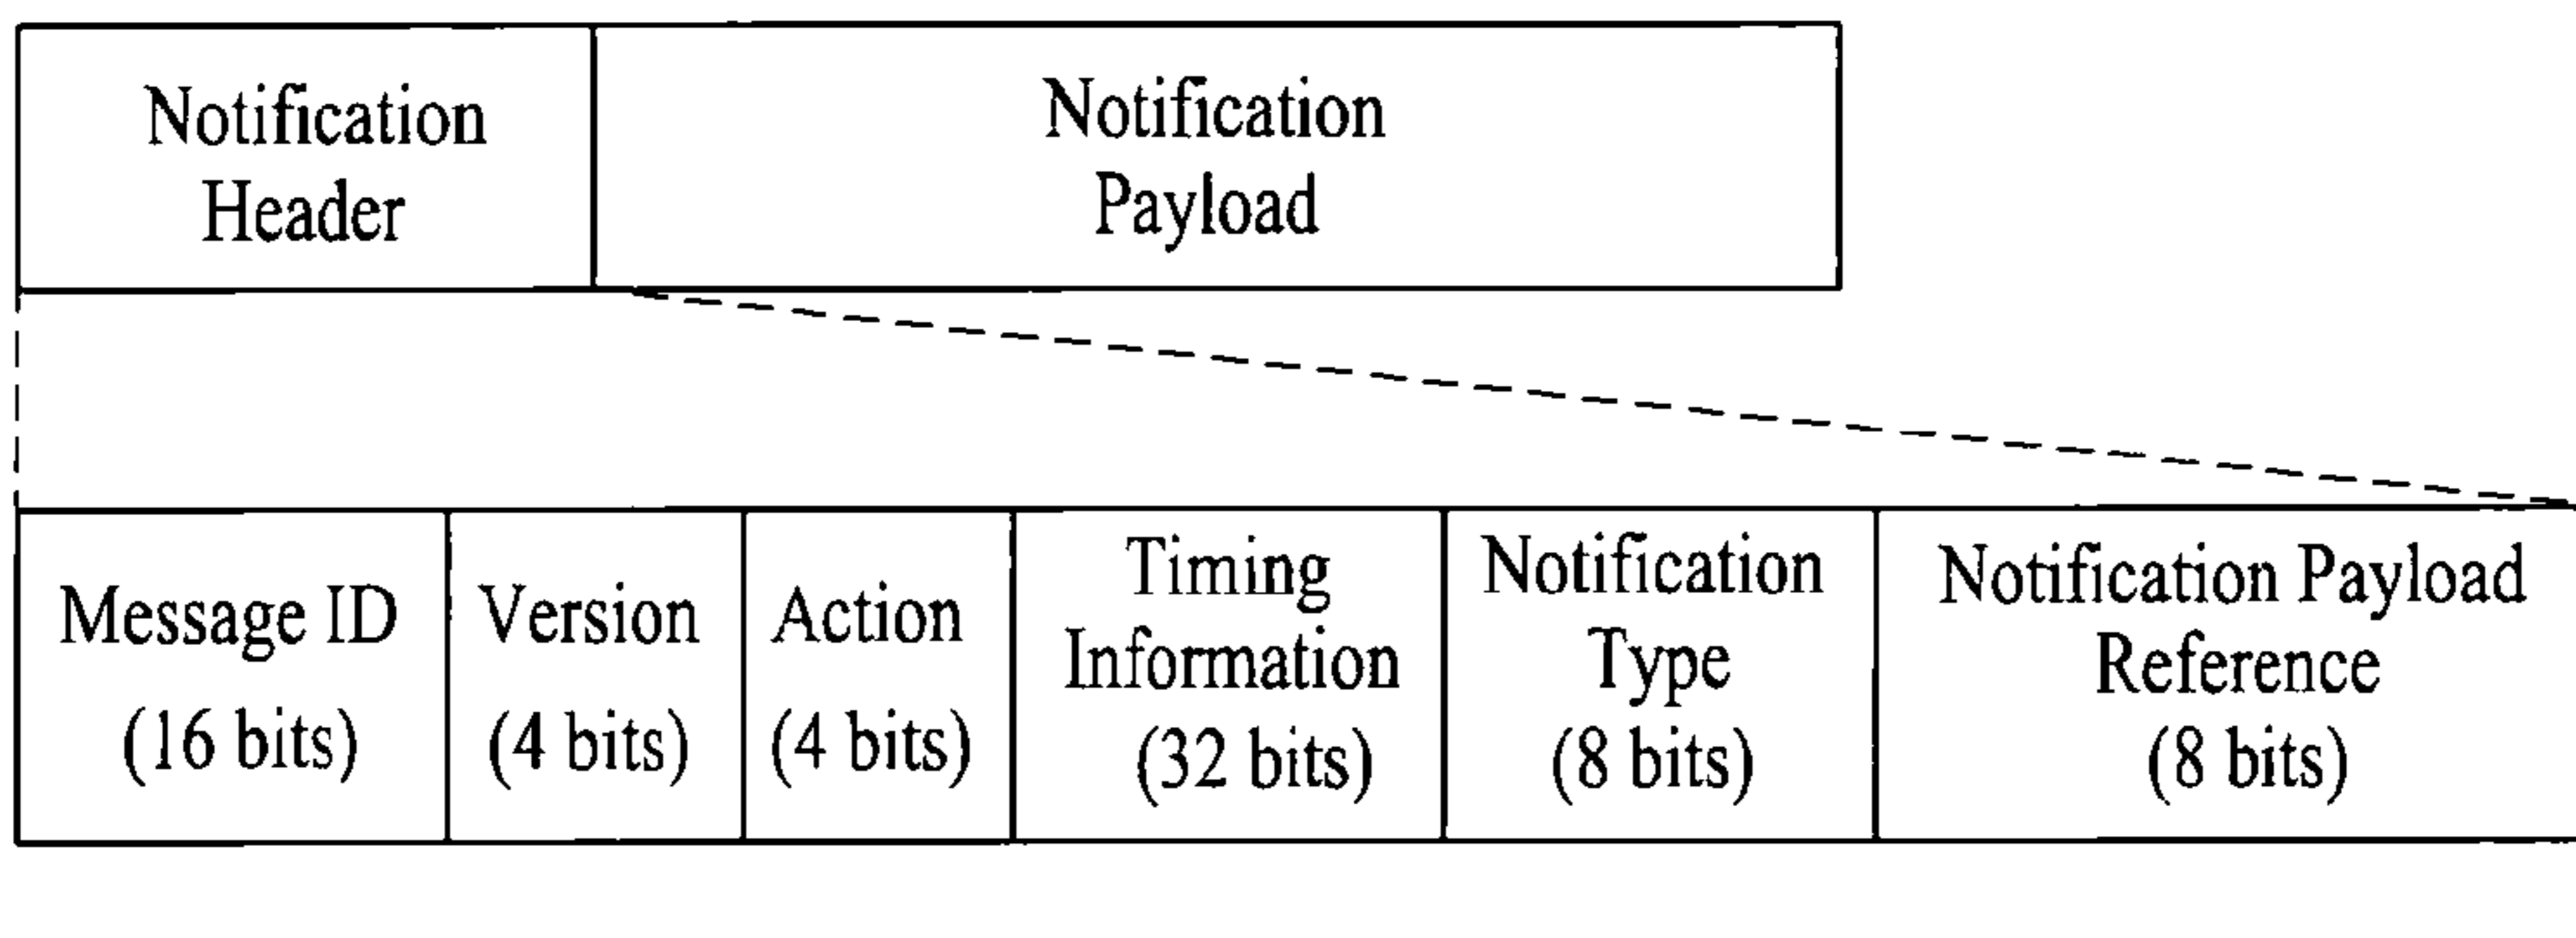 Notification
Header
Notification
Payload
Message ID
(16 bits)
Version
(4 bits)
Action
(4 bits)
Timing
Information
(32 bits)
Notification
Type
(8 bits)
Notification Payload
Reference
(8 bits)